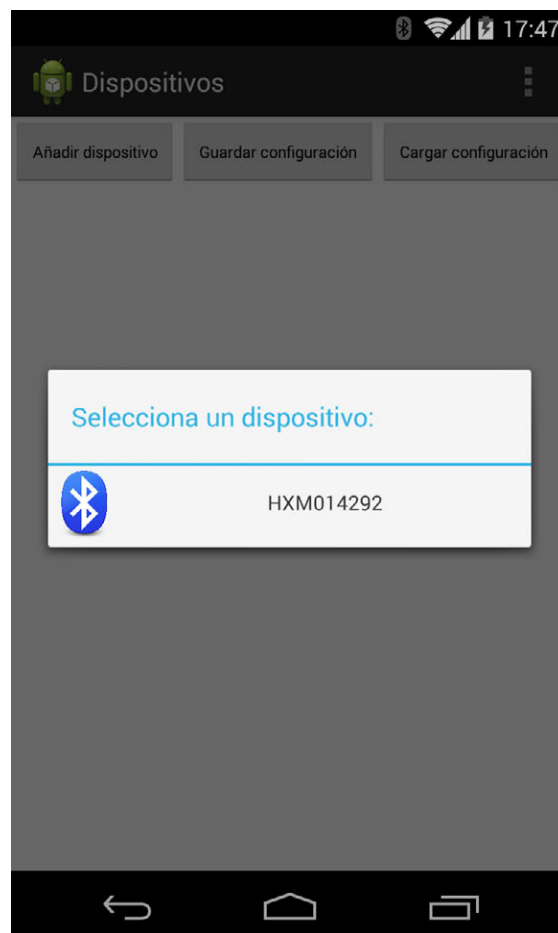 17:47
Dispositivos
Añadir dispositivo Guardar configuración Cargar configuración
Selecciona un dispositivo:
HXM014292